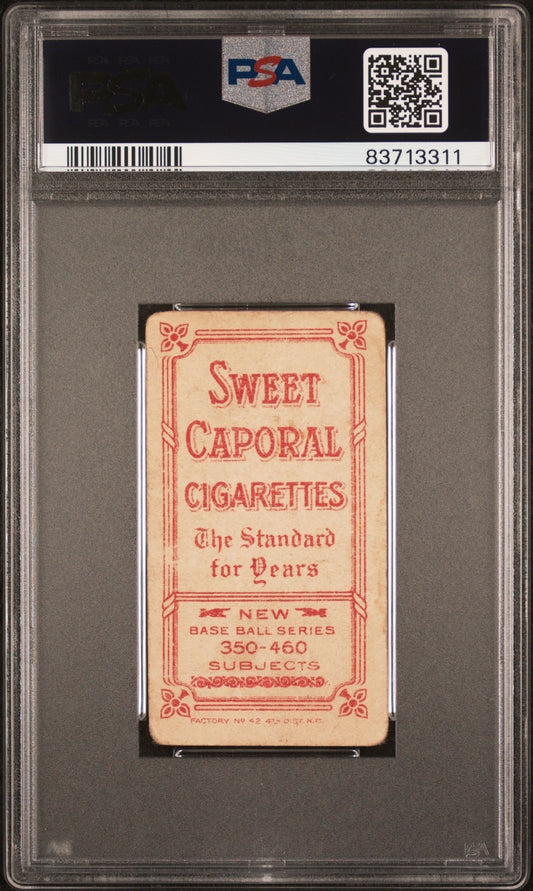 PSA
83713311
SWEET
CAPORAL
CIGARETTES
The Standard
for Years
NEW
BASE BALL SERIES
350-460
SUBJECTS
FACTORY Nº 42 4TH DIST. N.C.